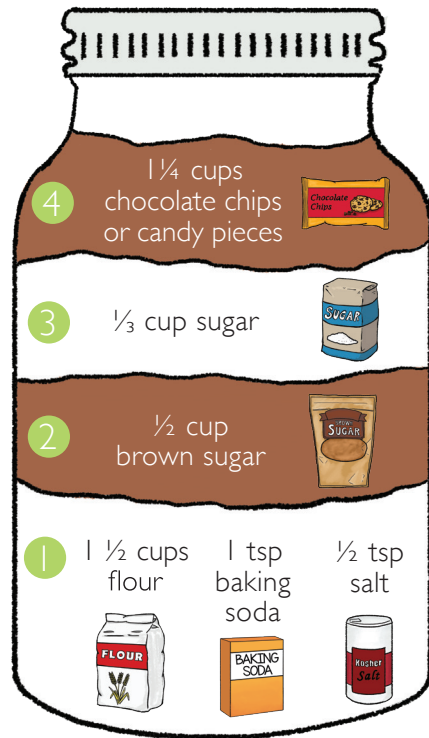 4
1¼ cups
chocolate chips
or candy pieces
Chocolate
Chips
3
⅓ cup sugar
SUGAR
2
½ cup
brown sugar
BROWN
SUGAR
1
1 ½ cups
flour
1 tsp
baking
soda
½ tsp
salt
FLOUR
BAKING
SODA
Kosher
Salt